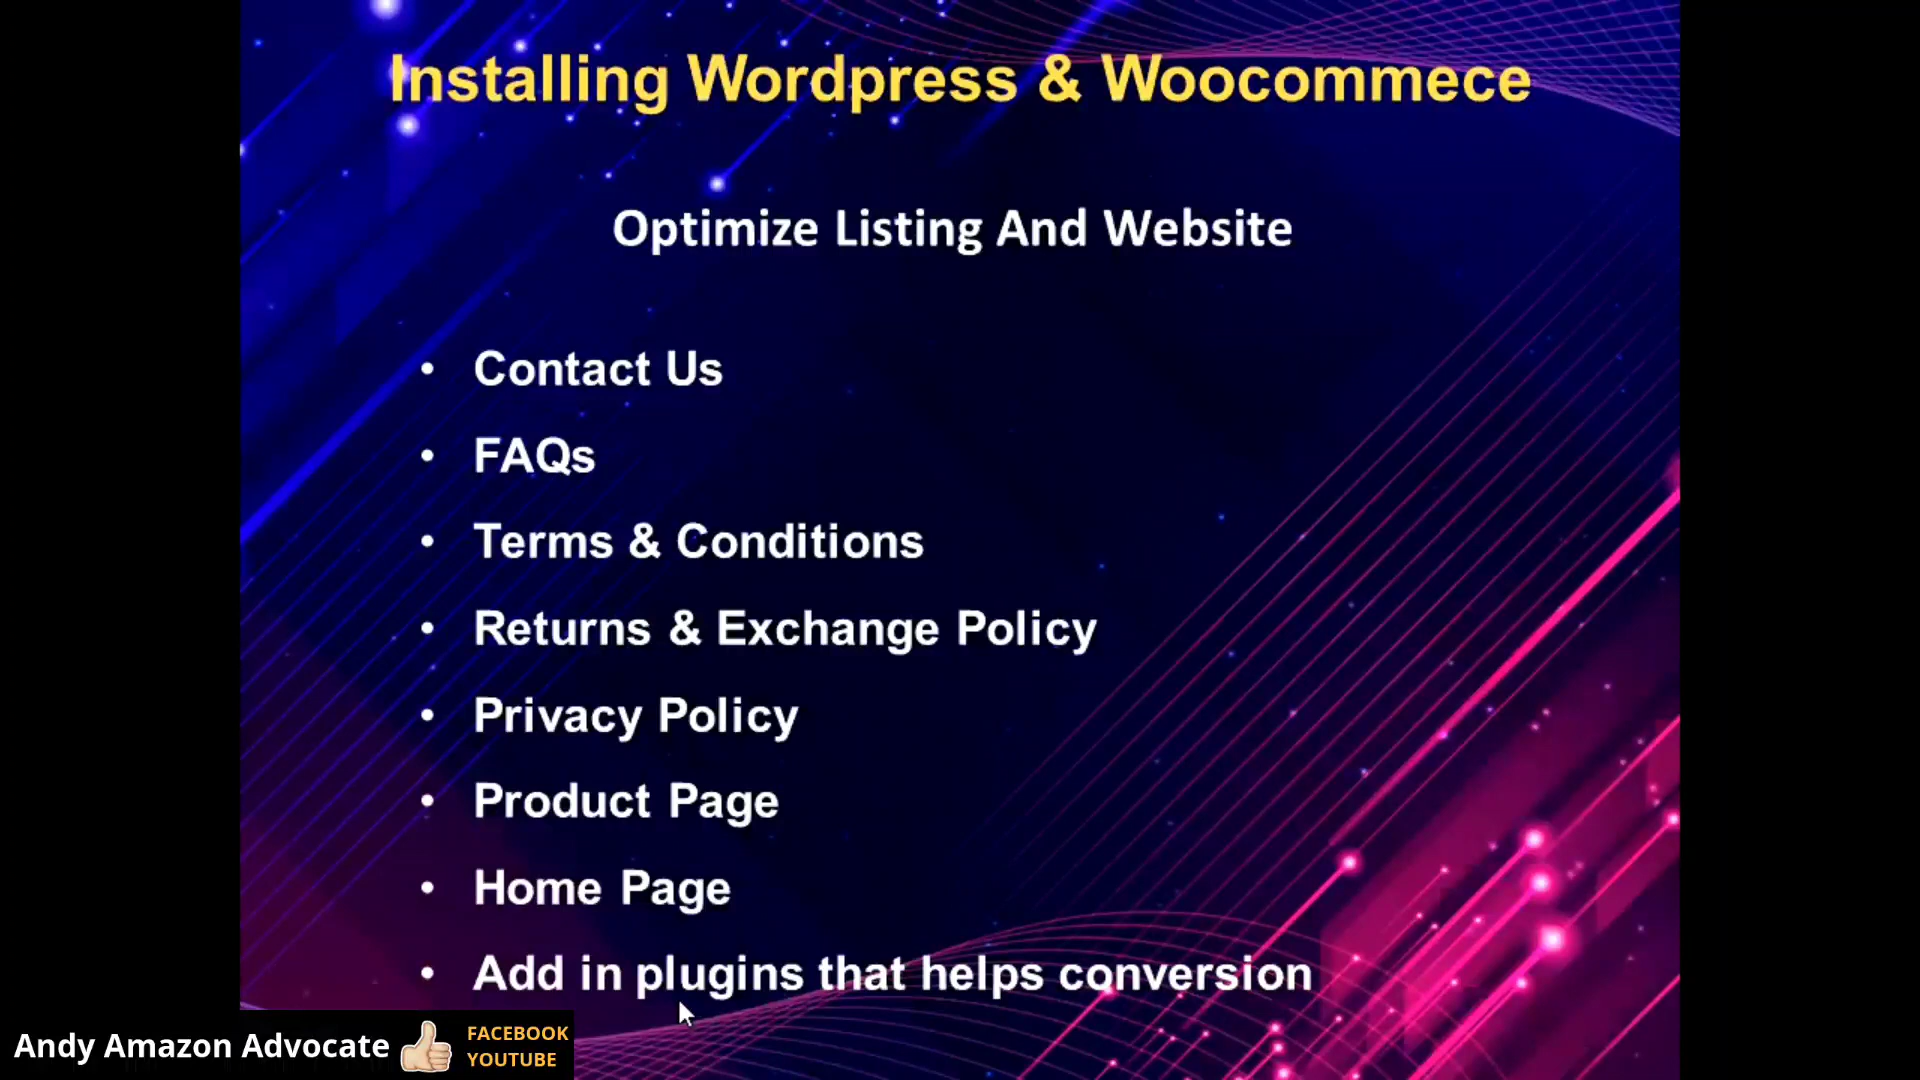 Installing Wordpress & Woocommece
Optimize Listing And Website
• Contact Us
• FAQs
• Terms & Conditions
• Returns & Exchange Policy
• Privacy Policy
• Product Page
• Home Page
• Add in plugins that helps conversion
Andy Amazon Advocate
FACEBOOK
YOUTUBE